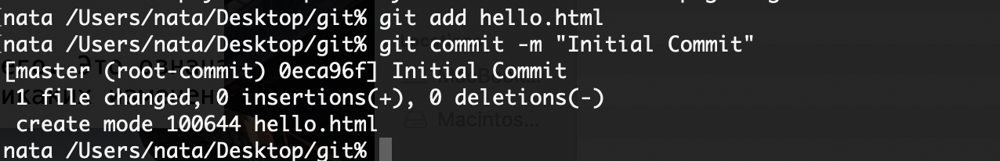 nata /Users/nata/Desktop/git% git add hello.html
nata /Users/nata/Desktop/git% git commit -m "Initial Commit"
[master (root-commit) 0eca96f] Initial Commit
1 file changed, 0 insertions(+), 0 deletions(-)
create mode 100644 hello.html
Macintos...
nata /Users/nata/Desktop/git%